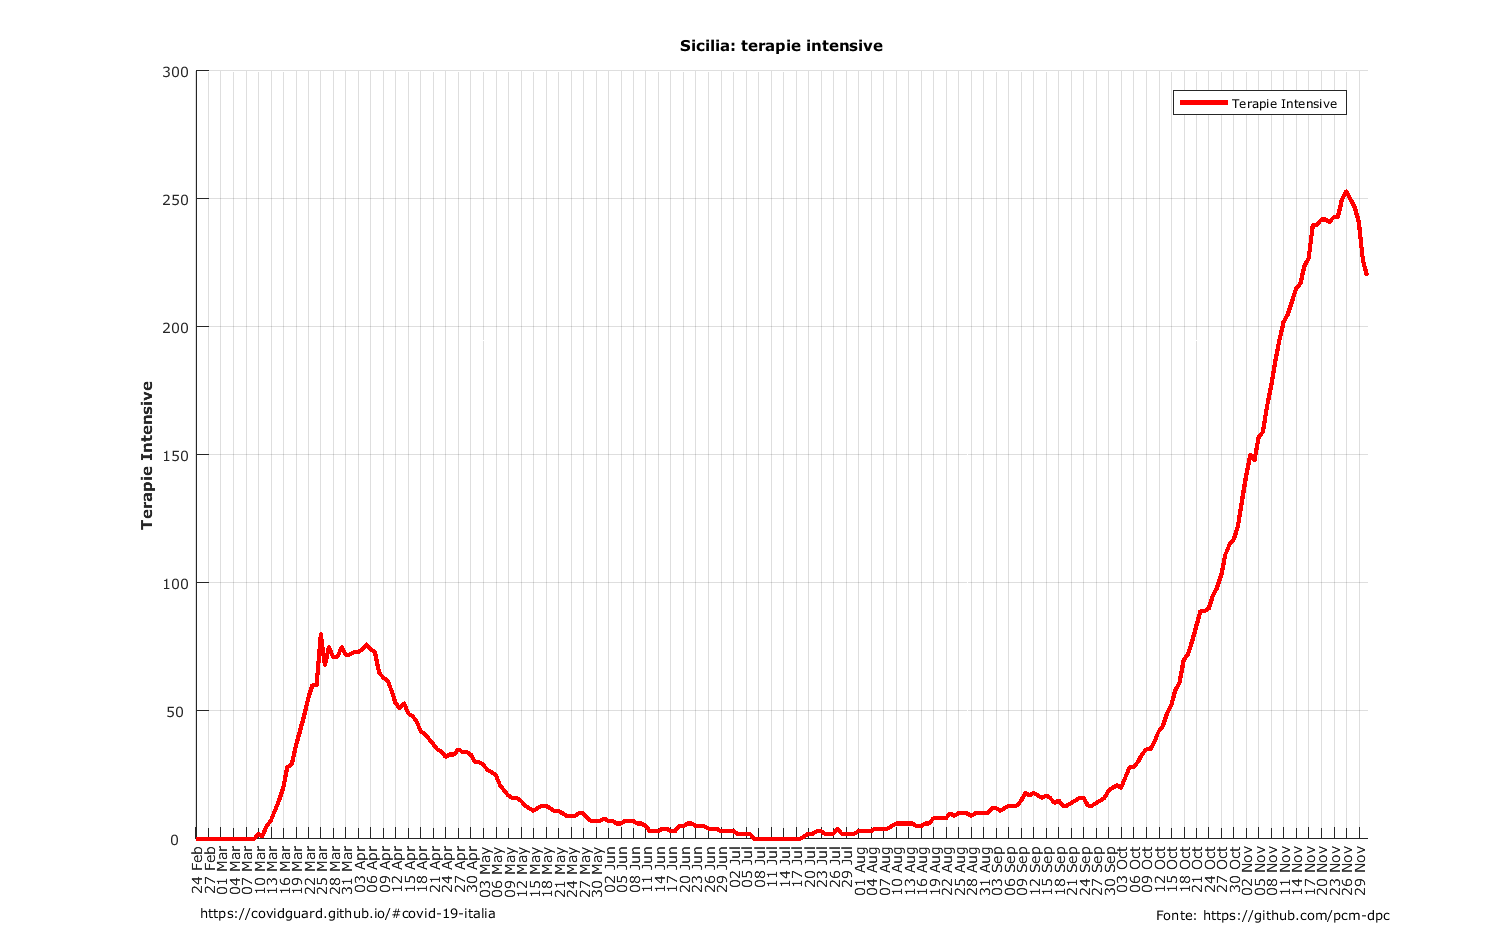 Sicilia: terapie intensive
300
250
200
150
100
50
0
Terapie Intensive
Terapie Intensive
24 Feb
27 Feb
01 Mar
04 Mar
07 Mar
10 Mar
13 Mar
16 Mar
19 Mar
22 Mar
25 Mar
28 Mar
31 Mar
03 Apr
06 Apr
09 Apr
12 Apr
15 Apr
18 Apr
21 Apr
24 Apr
27 Apr
30 Apr
03 May
06 May
09 May
12 May
15 May
18 May
21 May
24 May
27 May
30 May
02 Jun
05 Jun
08 Jun
11 Jun
14 Jun
17 Jun
20 Jun
23 Jun
26 Jun
29 Jun
02 Jul
05 Jul
08 Jul
11 Jul
14 Jul
17 Jul
20 Jul
23 Jul
26 Jul
29 Jul
01 Aug
04 Aug
07 Aug
10 Aug
13 Aug
16 Aug
19 Aug
22 Aug
25 Aug
28 Aug
31 Aug
03 Sep
06 Sep
09 Sep
12 Sep
15 Sep
18 Sep
21 Sep
24 Sep
27 Sep
30 Sep
03 Oct
06 Oct
09 Oct
12 Oct
15 Oct
18 Oct
21 Oct
24 Oct
27 Oct
30 Oct
02 Nov
05 Nov
08 Nov
11 Nov
14 Nov
17 Nov
20 Nov
23 Nov
26 Nov
29 Nov
https://covidguard.github.io/#covid-19-italia
Fonte: https://github.com/pcm-dpc